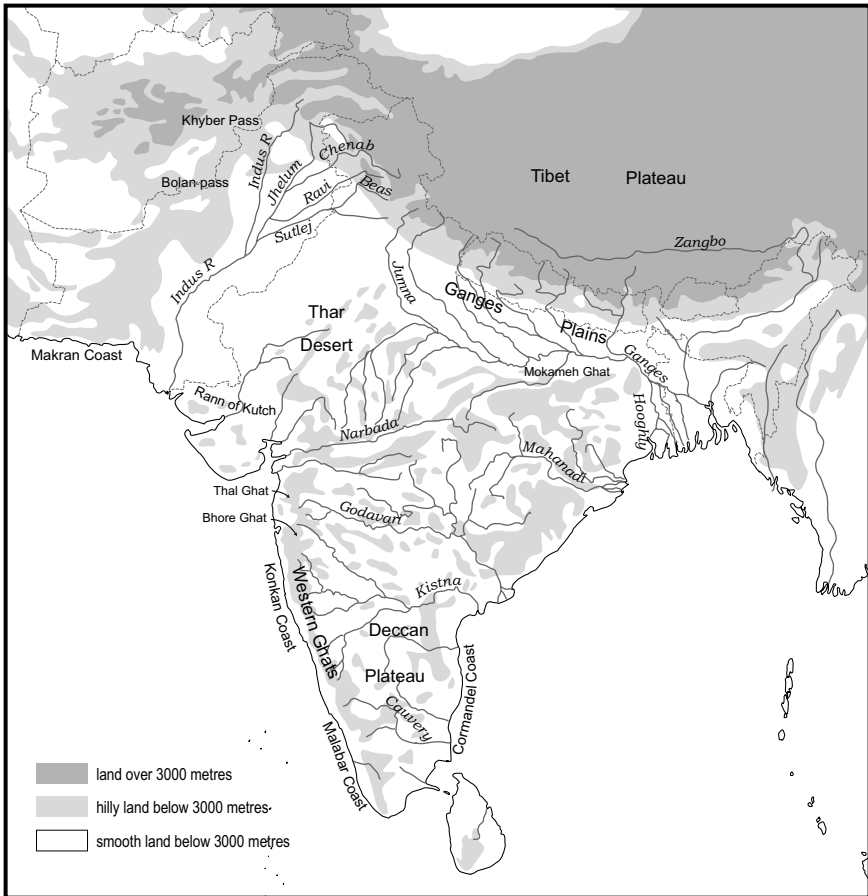 Khyber Pass
Indus R
Jhelum
Chenab
Bolan pass
Ravi
Beas
Sutlej
Tibet Plateau
Zangbo
Indus R
Jumna
Ganges
Plains
Thar
Desert
Makran Coast
Ganges
Mokameh Ghat
Rann of Kutch
Hooghly
Narbada
Mahanadi
Thal Ghat
Bhore Ghat
Godavari
Konkan Coast
Western Ghats
Kistna
Deccan
Plateau
Cauvery
Cormandel Coast
Malabar Coast
land over 3000 metres
hilly land below 3000 metres
smooth land below 3000 metres